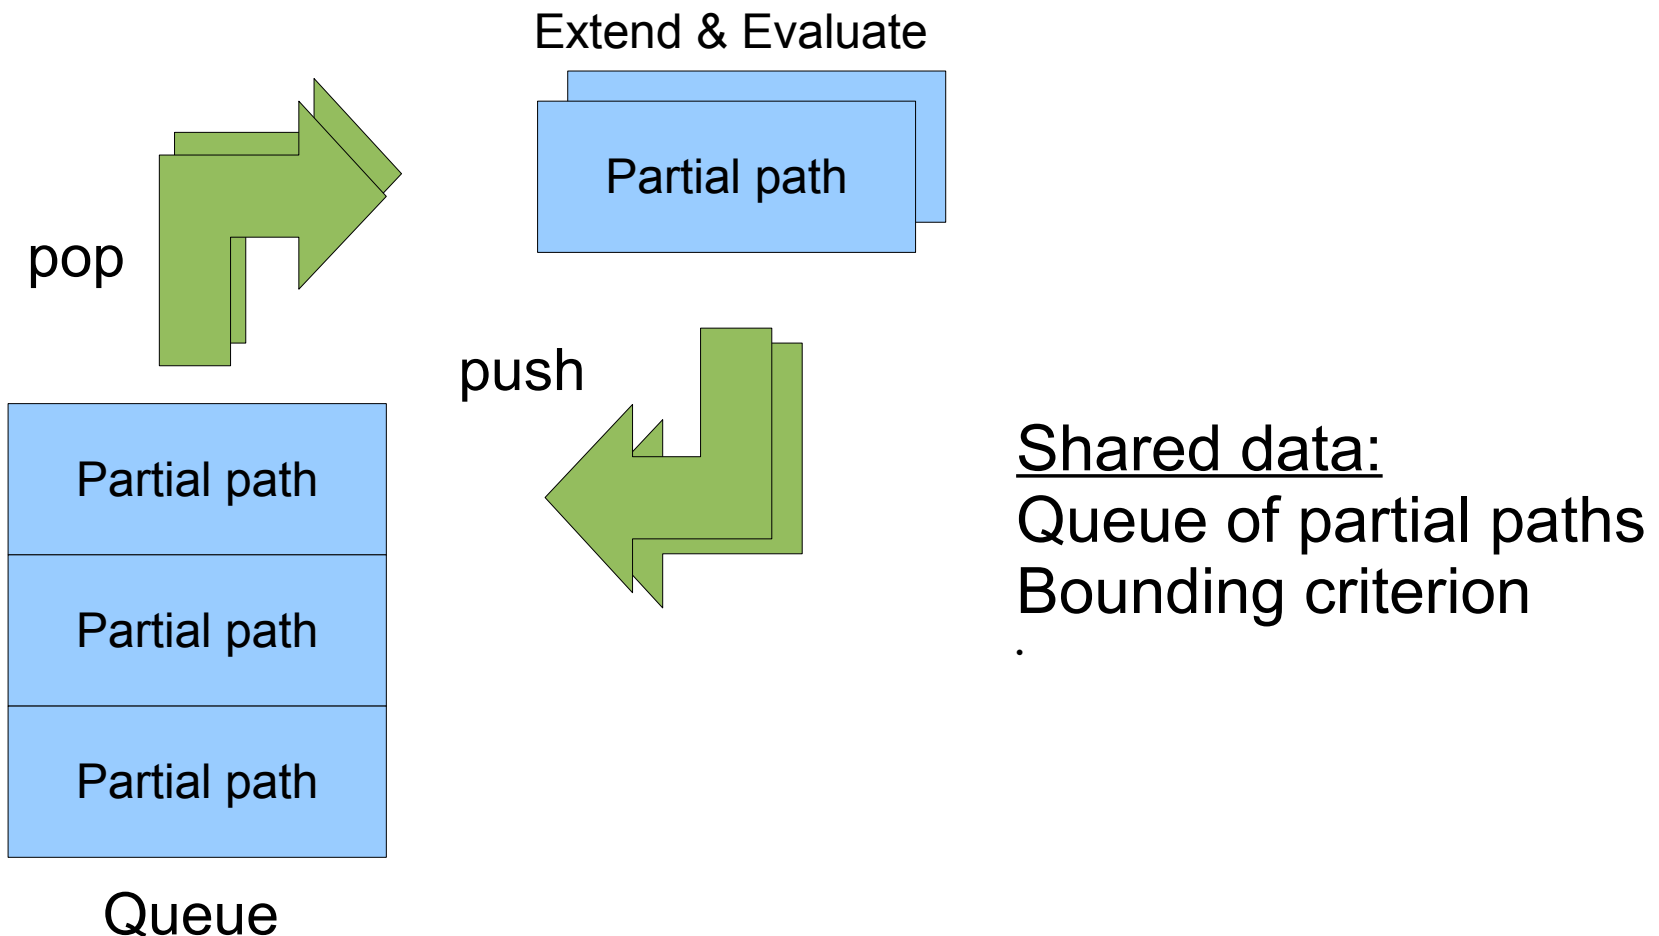 Extend & Evaluate
Partial path
pop
push
Partial path
Partial path
Partial path
Queue
Shared data:
Queue of partial paths
Bounding criterion
.